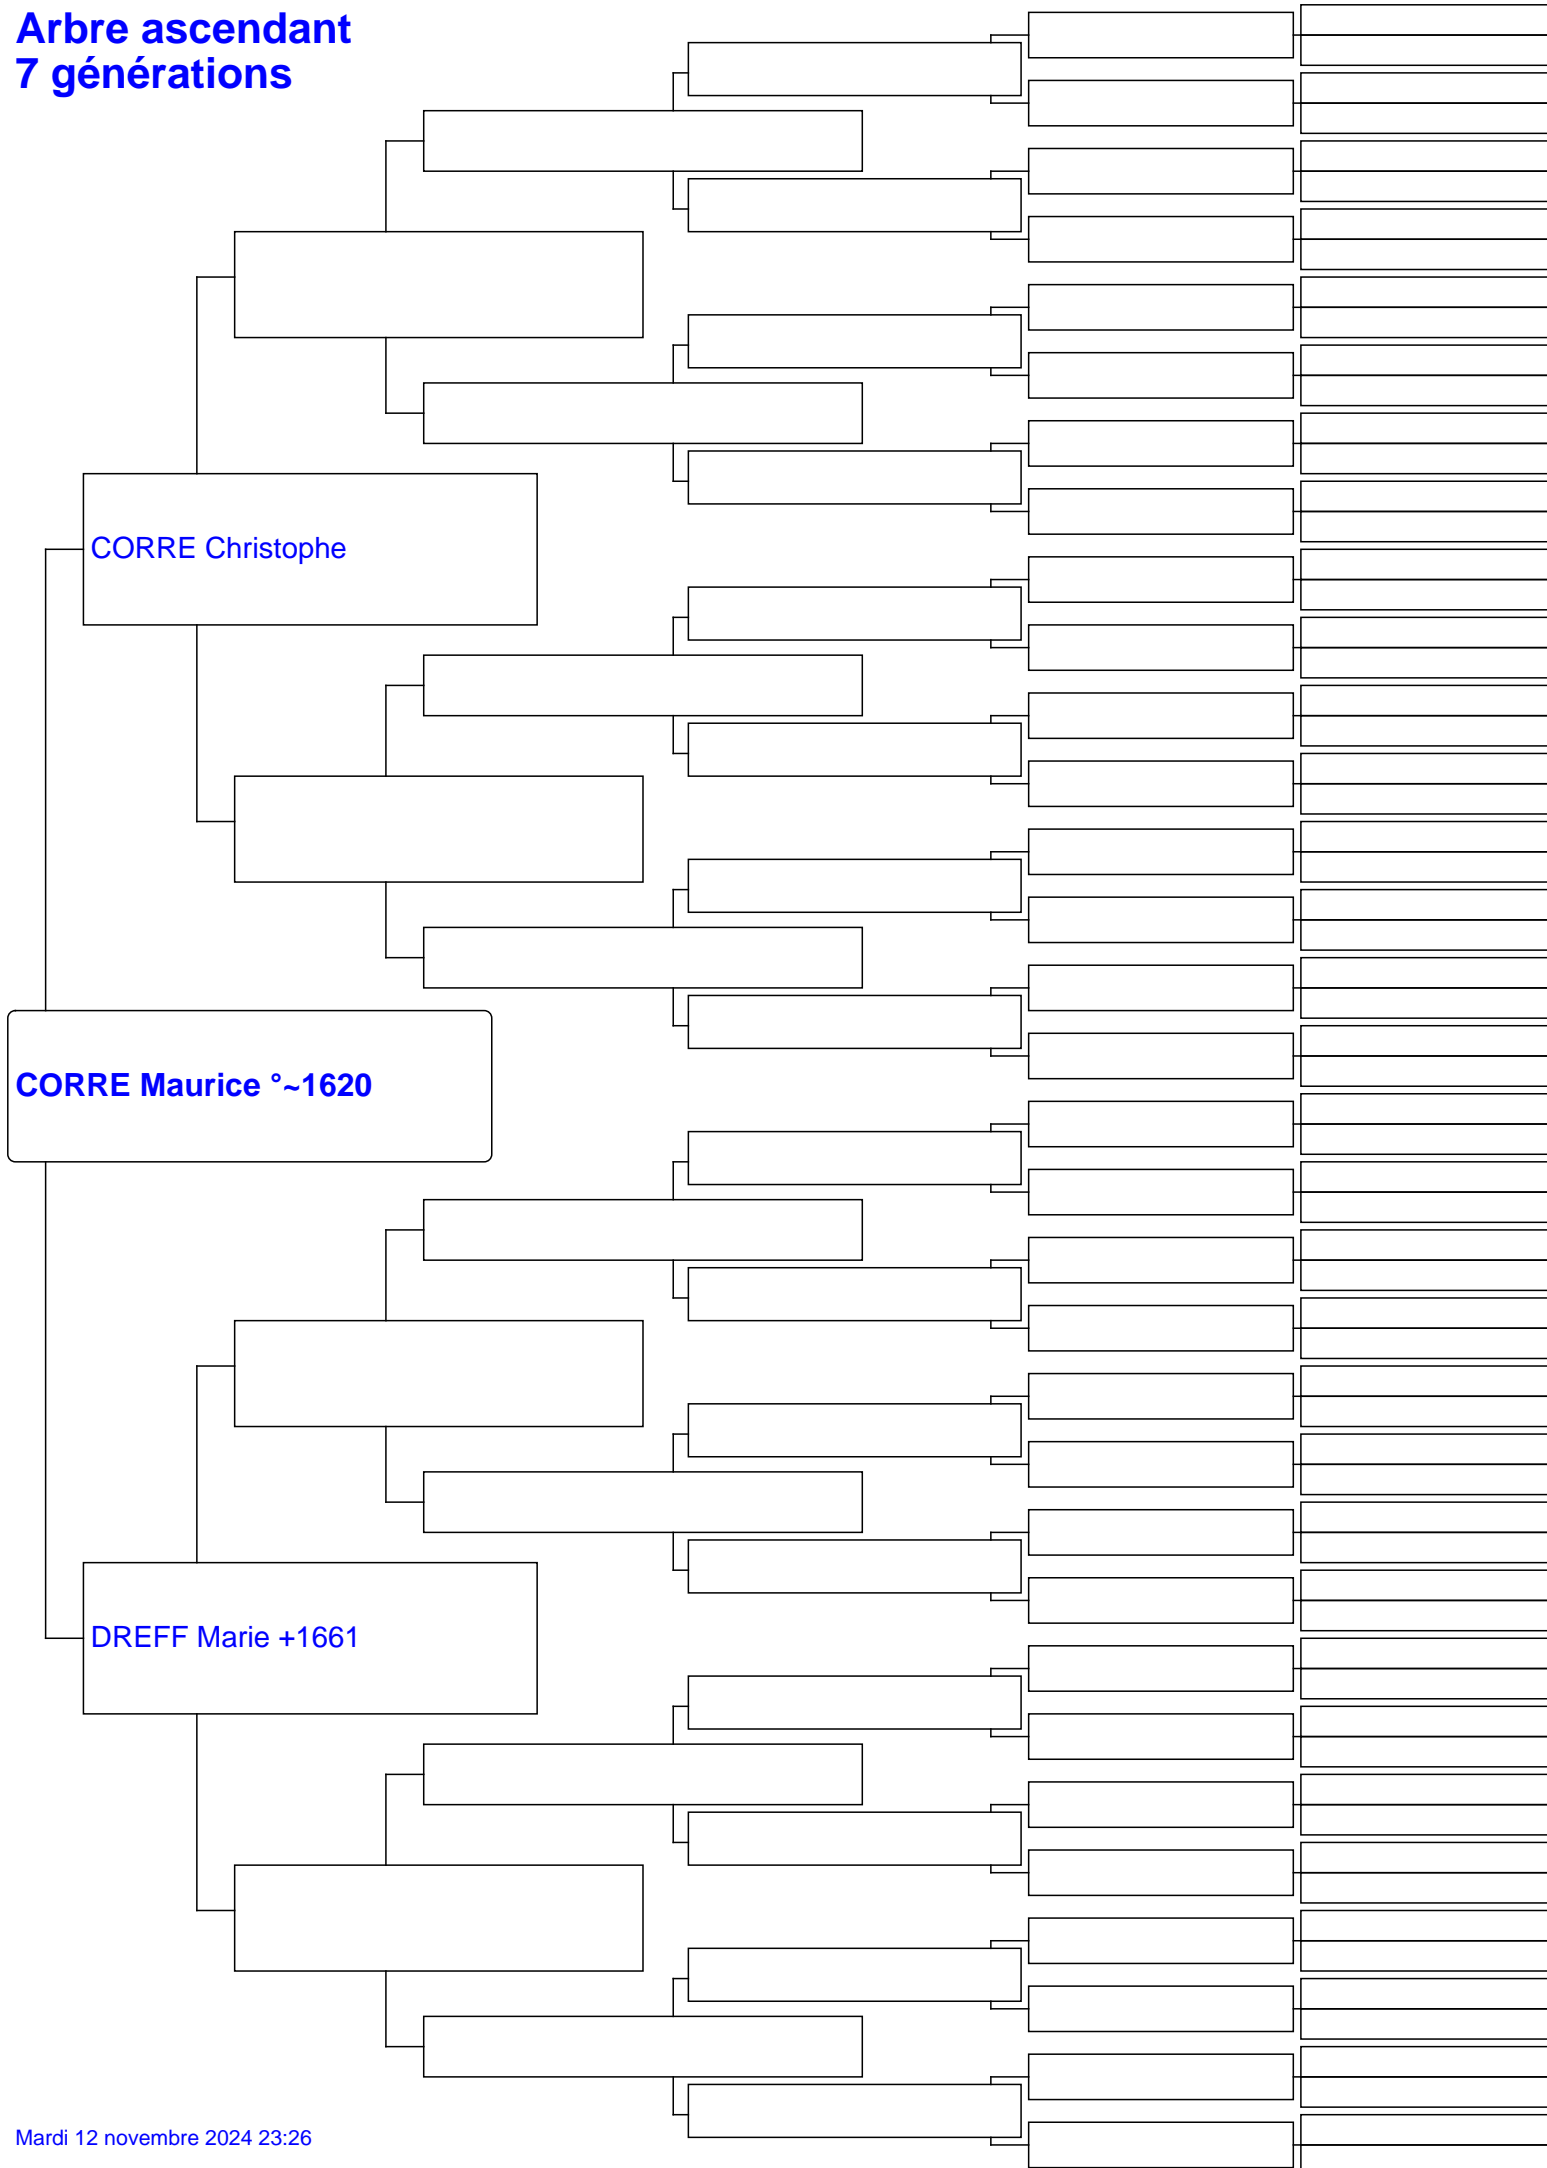 Arbre ascendant
7 générations
CORRE Christophe
CORRE Maurice °~1620
DREFF Marie +1661
Mardi 12 novembre 2024 23:26